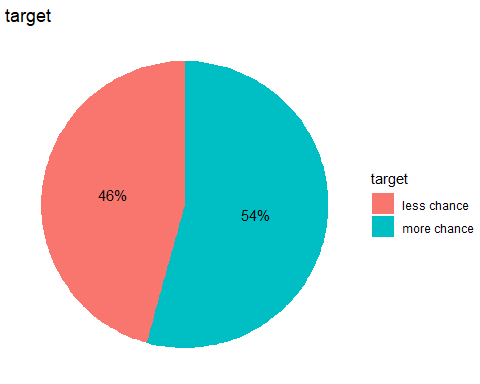 target
46%
54%
target
less chance
more chance